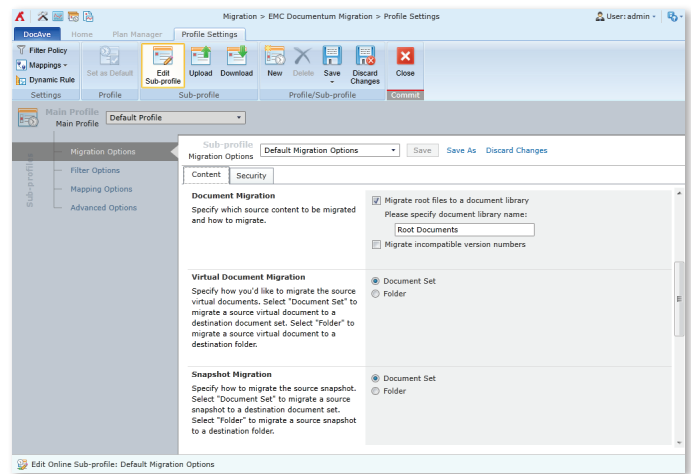 Migration > EMC Documentum Migration > Profile Settings
User: admin
DocAve Home Plan Manager Profile Settings
Filter Policy
Mappings
Dynamic Rule
Set as Default
Edit
Sub-profile
Upload
Download
New
Delete
Save
Discard
Changes
Close
Settings Profile Sub-profile Profile/Sub-profile Commit
Main Profile
Main Profile
Default Profile
Sub-profiles
Migration Options
Filter Options
Mapping Options
Advanced Options
Sub-profile
Migration Options
Default Migration Options
Save Save As Discard Changes
Content Security
Document Migration
Specify which source content to be migrated
and how to migrate.
Migrate root files to a document library
Please specify document library name:
Root Documents
Migrate incompatible version numbers
Virtual Document Migration
Specify how you'd like to migrate the source
virtual documents. Select "Document Set" to
migrate a source virtual document to a
destination document set. Select "Folder" to
migrate a source virtual document to a
destination folder.
Document Set
Folder
Snapshot Migration
Specify how to migrate the source snapshot.
Select "Document Set" to migrate a source
snapshot to a destination document set.
Select "Folder" to migrate a source snapshot
to a destination folder.
Document Set
Folder
Edit Online Sub-profile: Default Migration Options